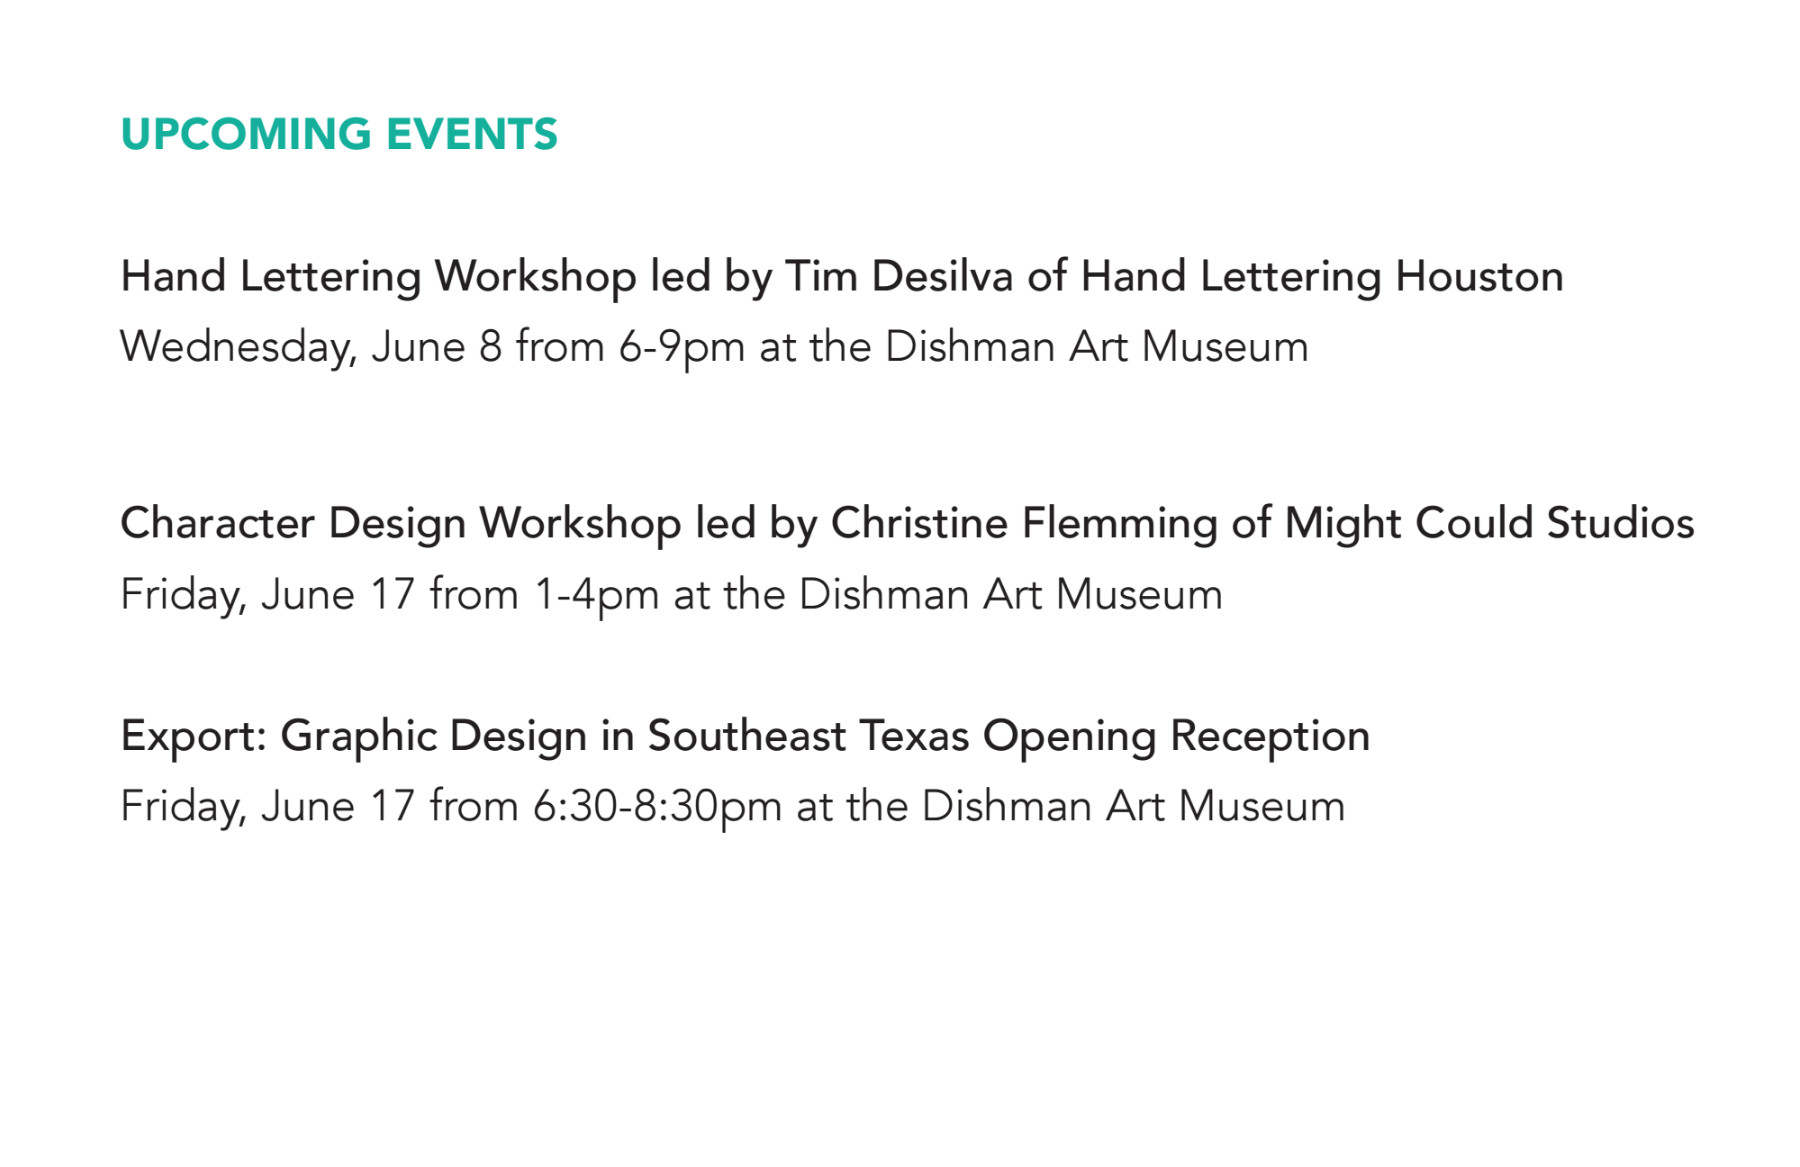 UPCOMING EVENTS
Hand Lettering Workshop led by Tim Desilva of Hand Lettering Houston
Wednesday, June 8 from 6-9pm at the Dishman Art Museum
Character Design Workshop led by Christine Flemming of Might Could Studios
Friday, June 17 from 1-4pm at the Dishman Art Museum
Export: Graphic Design in Southeast Texas Opening Reception
Friday, June 17 from 6:30-8:30pm at the Dishman Art Museum